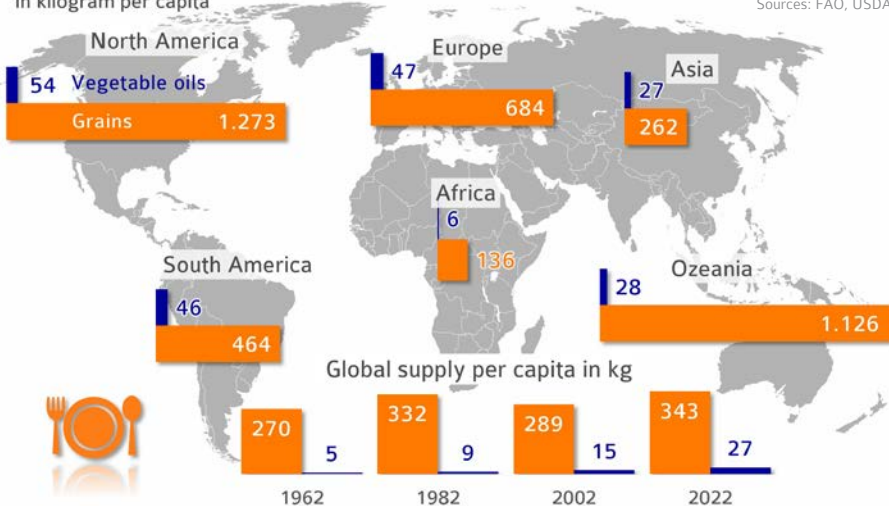 in kilogram per capita
Sources: FAO, USDA
North America
54 Vegetable oils
Grains 1.273
Europe
47
684
Asia
27
262
Africa
6
136
South America
46
464
Ozeania
28
1.126
Global supply per capita in kg
270 5 332 9 289 15 343 27
1962 1982 2002 2022